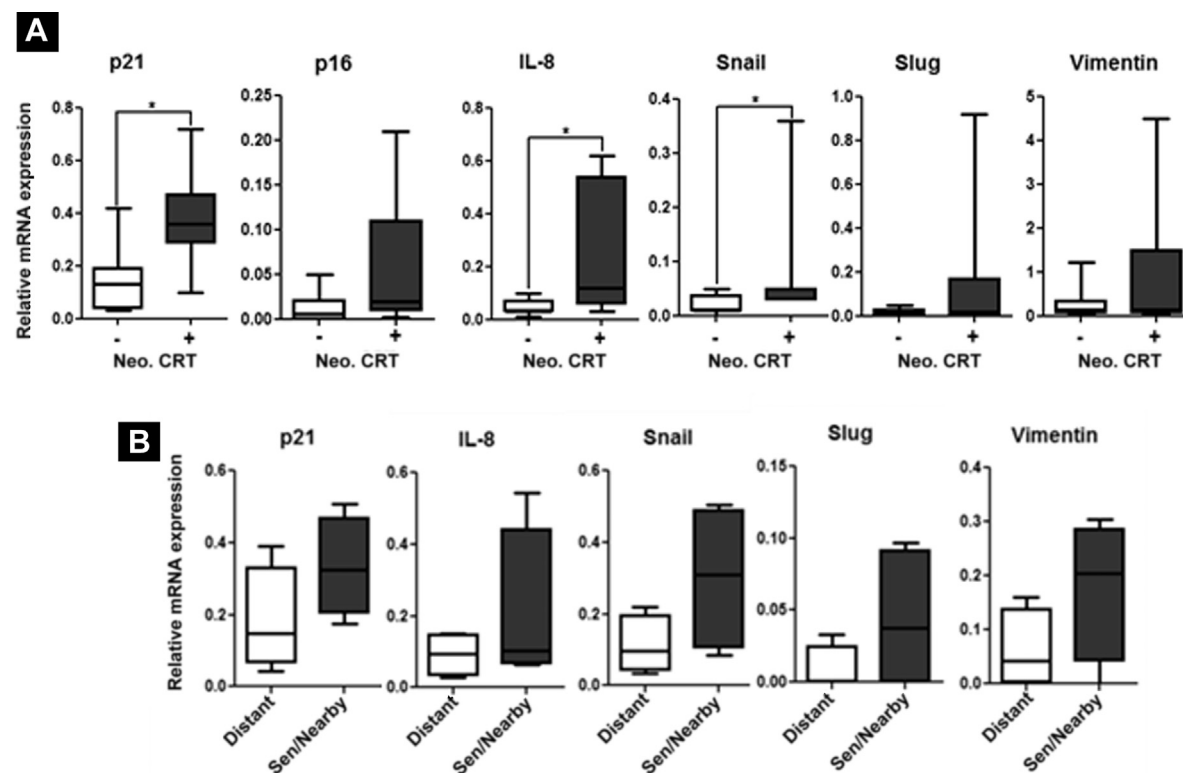 A
p21 p16 IL-8 Snail Slug Vimentin
Relative mRNA expression
0.8 0.6 0.4 0.2 0.0
0.25 0.20 0.15 0.10 0.05 0.00
0.8 0.6 0.4 0.2 0.0
0.4 0.3 0.2 0.1 0.0
1.0 0.8 0.6 0.4 0.2 0.0
5 4 3 2 1 0
* * *
- + - + - + - + - + - +
Neo. CRT Neo. CRT Neo. CRT Neo. CRT Neo. CRT Neo. CRT
B
p21 IL-8 Snail Slug Vimentin
Relative mRNA expression
0.6 0.4 0.2 0.0
0.6 0.4 0.2 0.0
0.6 0.4 0.2 0.0
0.15 0.10 0.05 0.00
0.4 0.3 0.2 0.1 0.0
Distant Sen/Nearby Distant Sen/Nearby Distant Sen/Nearby Distant Sen/Nearby Distant Sen/Nearby